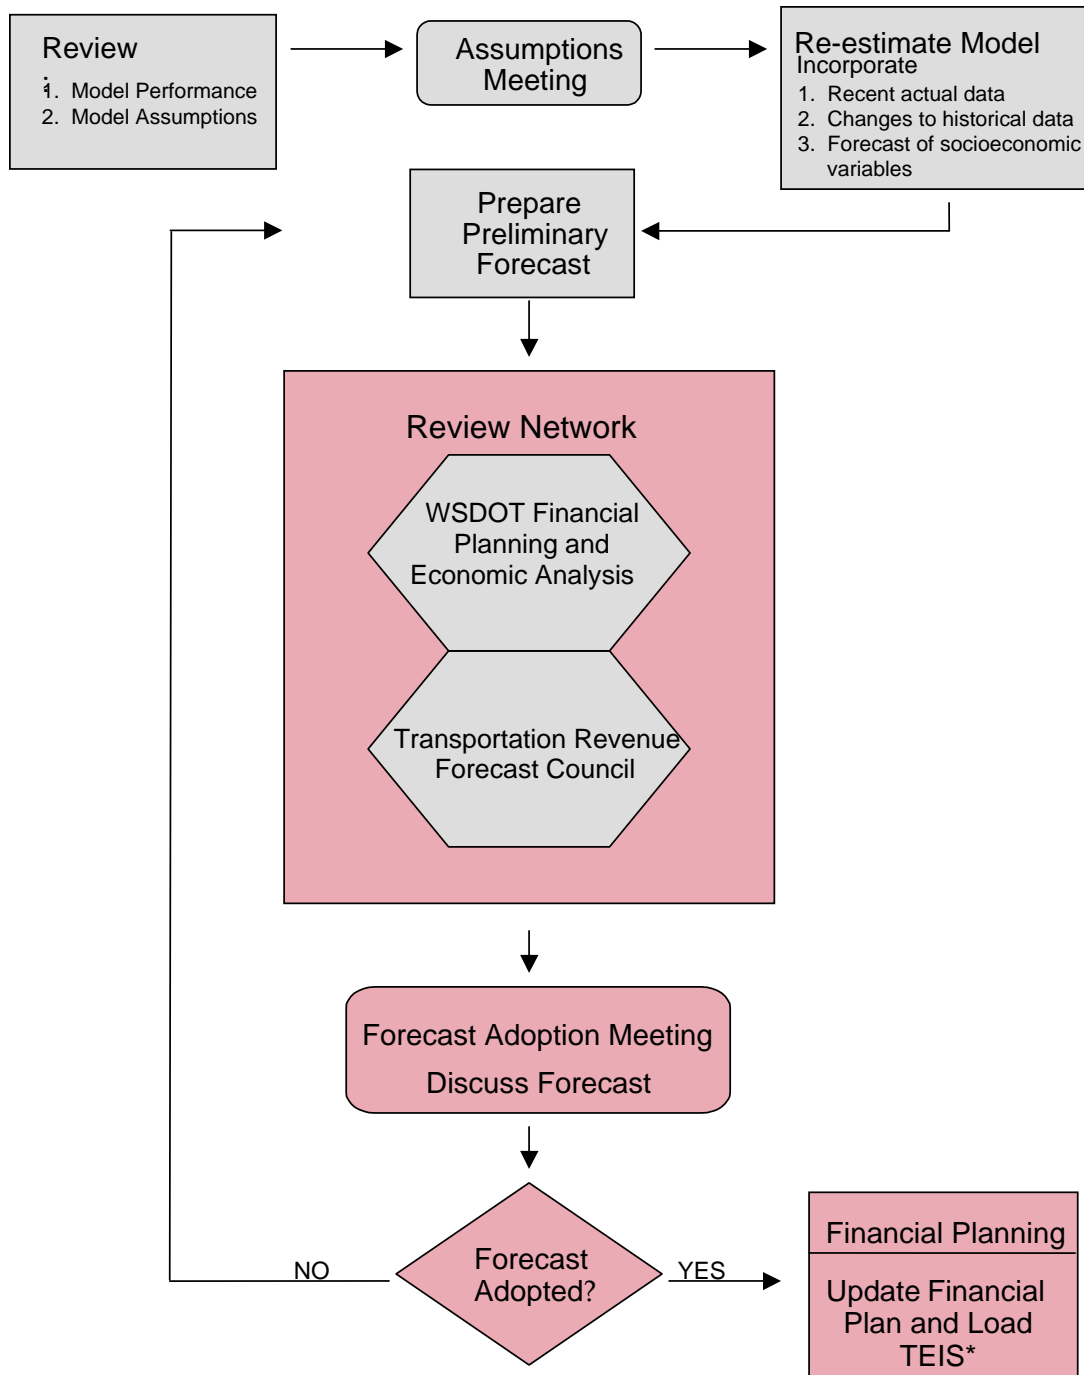 Review
:
1. Model Performance
2. Model Assumptions
Assumptions
Meeting
Re-estimate Model
Incorporate
1. Recent actual data
2. Changes to historical data
3. Forecast of socioeconomic
variables
Prepare
Preliminary
Forecast
Review Network
WSDOT Financial
Planning and
Economic Analysis
Transportation Revenue
Forecast Council
Forecast Adoption Meeting
Discuss Forecast
Forecast
Adopted?
NO
YES
Financial Planning
Update Financial
Plan and Load
TEIS*